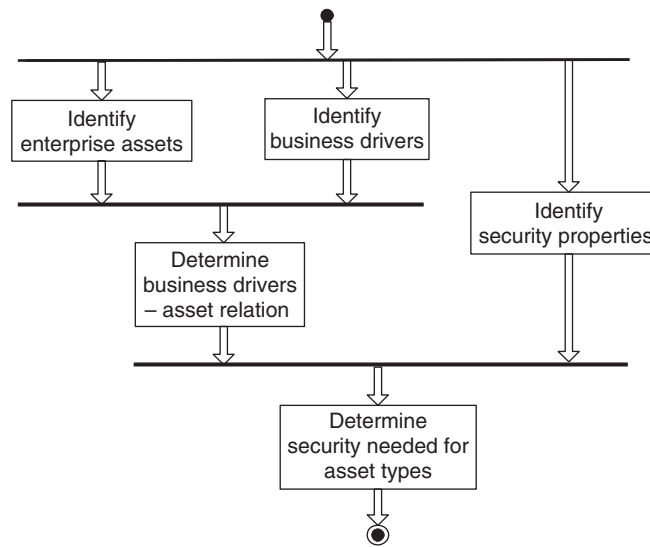 Identify
enterprise assets
Identify
business drivers
Identify
security properties
Determine
business drivers
– asset relation
Determine
security needed for
asset types